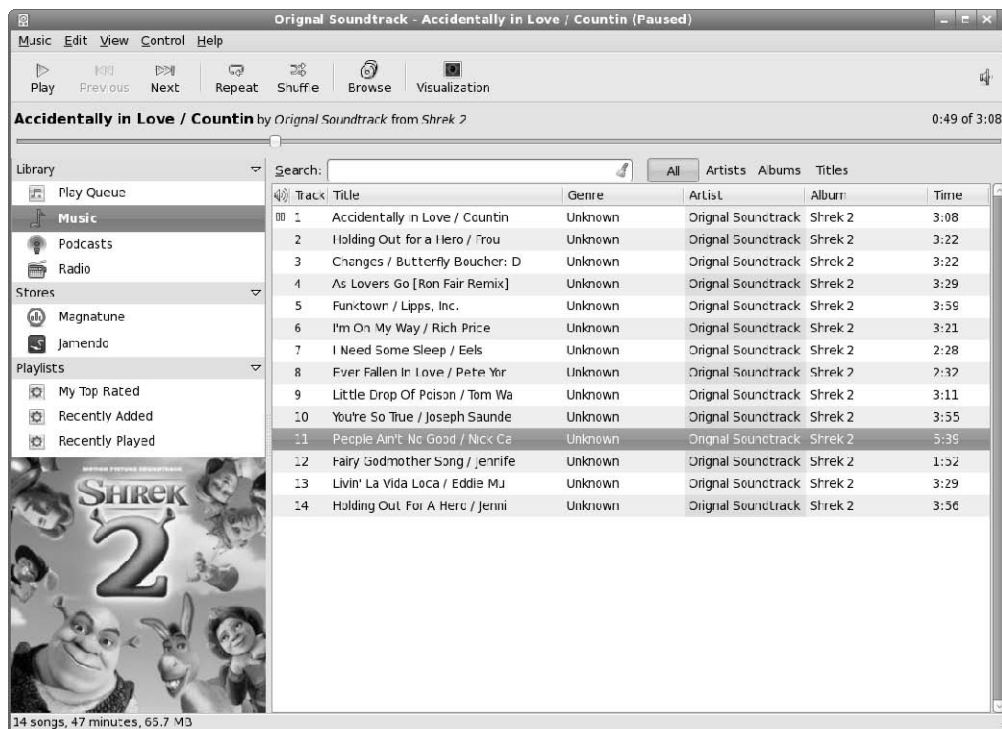 Orignal Soundtrack - Accidentally in Love / Countin (Paused)
Music Edit View Control Help
Play Previous Next Repeat Shuffle Browse Visualization
Accidentally in Love / Countin by Orignal Soundtrack from Shrek 2 0:49 of 3:08
Library
Play Queue
Music
Podcasts
Radio
Stores
Magnatune
Jamendo
Playlists
My Top Rated
Recently Added
Recently Played
MOTION PICTURE SOUNDTRACK
SHREK
2
Search: All Artists Albums Titles
Track Title Genre Artist Album Time
1 Accidentally in Love / Countin Unknown Orignal Soundtrack Shrek 2 3:08
2 Holding Out for a Hero / Frou Unknown Orignal Soundtrack Shrek 2 3:22
3 Changes / Butterfly Boucher: D Unknown Orignal Soundtrack Shrek 2 3:22
4 As Lovers Go [Ron Fair Remix] Unknown Orignal Soundtrack Shrek 2 3:29
5 Funktown / Lipps, Inc. Unknown Orignal Soundtrack Shrek 2 3:59
6 I'm On My Way / Rich Price Unknown Orignal Soundtrack Shrek 2 3:21
7 I Need Some Sleep / Eels Unknown Orignal Soundtrack Shrek 2 2:28
8 Ever Fallen In Love / Pete Yor Unknown Orignal Soundtrack Shrek 2 2:32
9 Little Drop Of Poison / Tom Wa Unknown Orignal Soundtrack Shrek 2 3:11
10 You're So True / Joseph Saunde Unknown Orignal Soundtrack Shrek 2 3:55
11 People Ain't No Good / Nick Ca Unknown Orignal Soundtrack Shrek 2 5:39
12 Fairy Godmother Song / Jennife Unknown Orignal Soundtrack Shrek 2 1:52
13 Livin' La Vida Loca / Eddie Mu Unknown Orignal Soundtrack Shrek 2 3:29
14 Holding Out For A Hero / Jenni Unknown Orignal Soundtrack Shrek 2 3:56
14 songs, 47 minutes, 65.7 MB